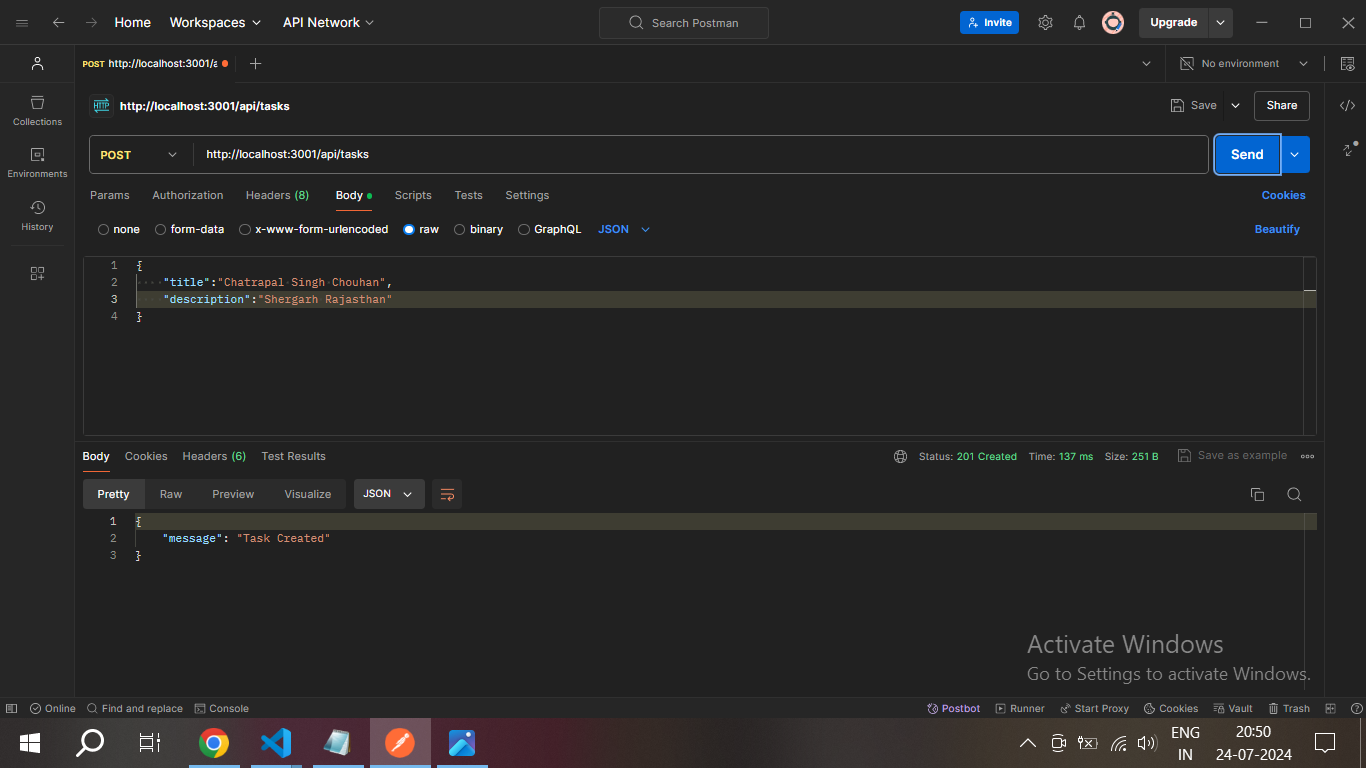 Home Workspaces API Network Search Postman Invite Upgrade
POST http://localhost:3001/a No environment
HTTP http://localhost:3001/api/tasks Save Share
Collections
Environments
History
POST http://localhost:3001/api/tasks Send
Params Authorization Headers (8) Body Scripts Tests Settings Cookies
none form-data x-www-form-urlencoded raw binary GraphQL JSON Beautify
1 {
2 "title":"Chatrapal Singh Chouhan",
3 "description":"Shergarh Rajasthan"
4 }
Body Cookies Headers (6) Test Results Status: 201 Created Time: 137 ms Size: 251 B Save as example
Pretty Raw Preview Visualize JSON
1 {
2 "message": "Task Created"
3 }
Activate Windows
Go to Settings to activate Windows.
Online Find and replace Console Postbot Runner Start Proxy Cookies Vault Trash
ENG 20:50
IN 24-07-2024